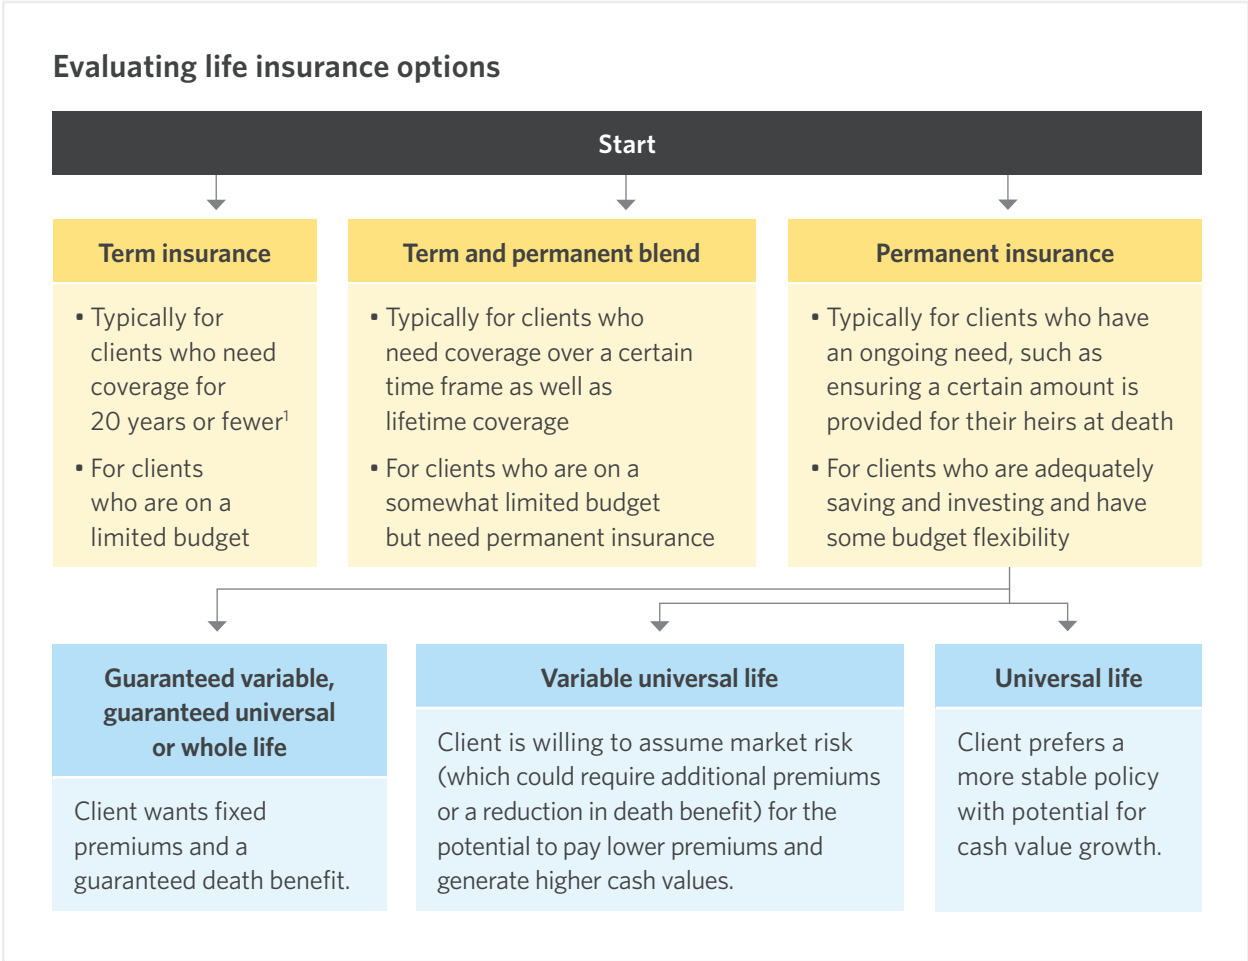 Evaluating life insurance options
Start
Term insurance
• Typically for
clients who need
coverage for
20 years or fewer¹
• For clients
who are on a
limited budget
Term and permanent blend
• Typically for clients who
need coverage over a certain
time frame as well as
lifetime coverage
• For clients who are on a
somewhat limited budget
but need permanent insurance
Permanent insurance
• Typically for clients who have
an ongoing need, such as
ensuring a certain amount is
provided for their heirs at death
• For clients who are adequately
saving and investing and have
some budget flexibility
Guaranteed variable,
guaranteed universal
or whole life
Client wants fixed
premiums and a
guaranteed death benefit.
Variable universal life
Client is willing to assume market risk
(which could require additional premiums
or a reduction in death benefit) for the
potential to pay lower premiums and
generate higher cash values.
Universal life
Client prefers a
more stable policy
with potential for
cash value growth.